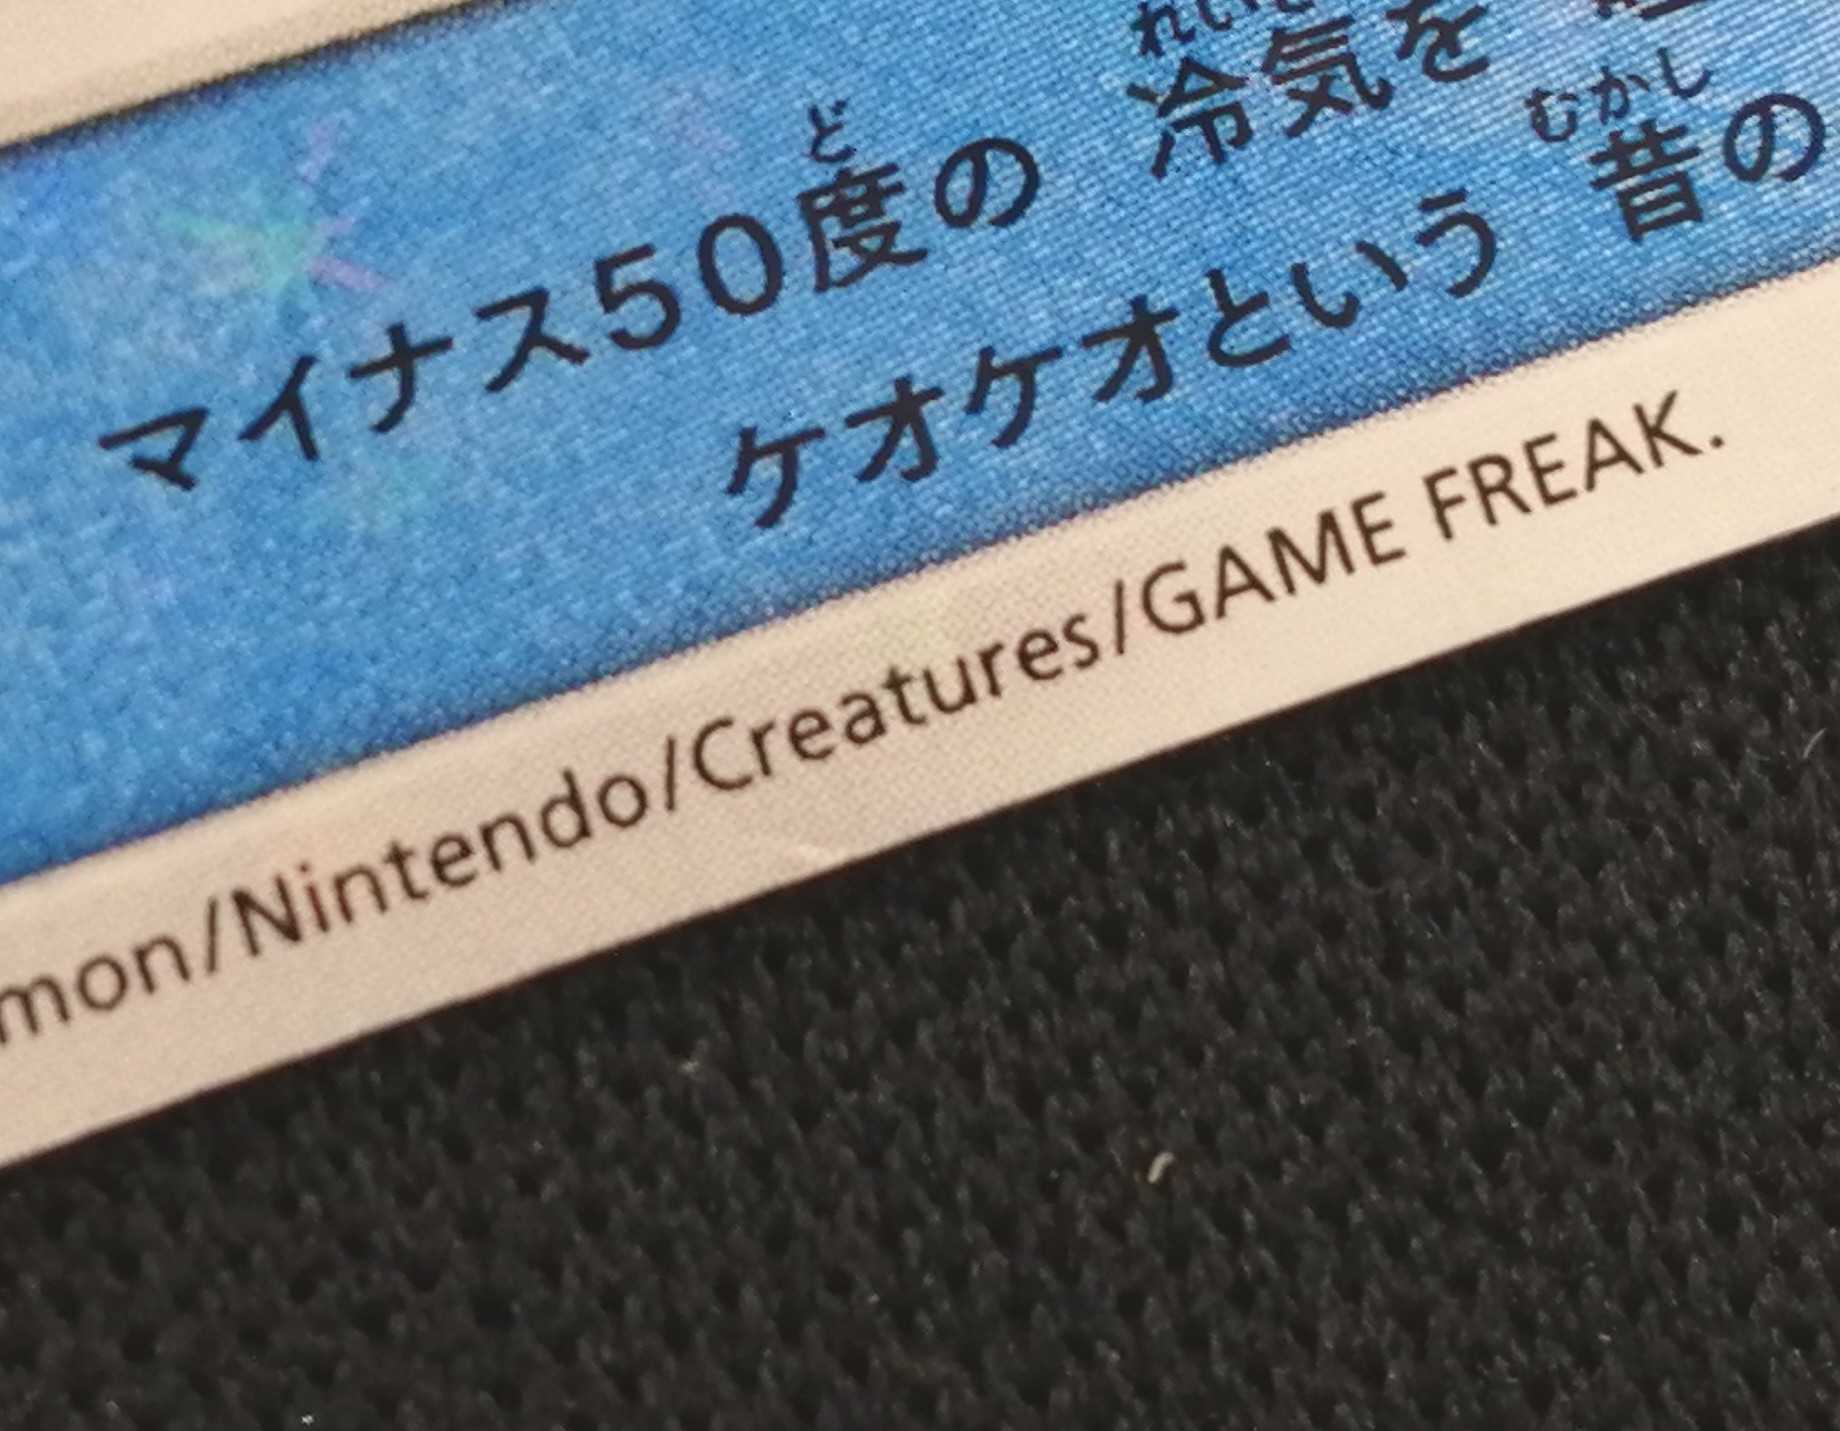 マイナス50度の 冷気を
ケオケオという 昔の
mon/Nintendo/Creatures/GAME FREAK.